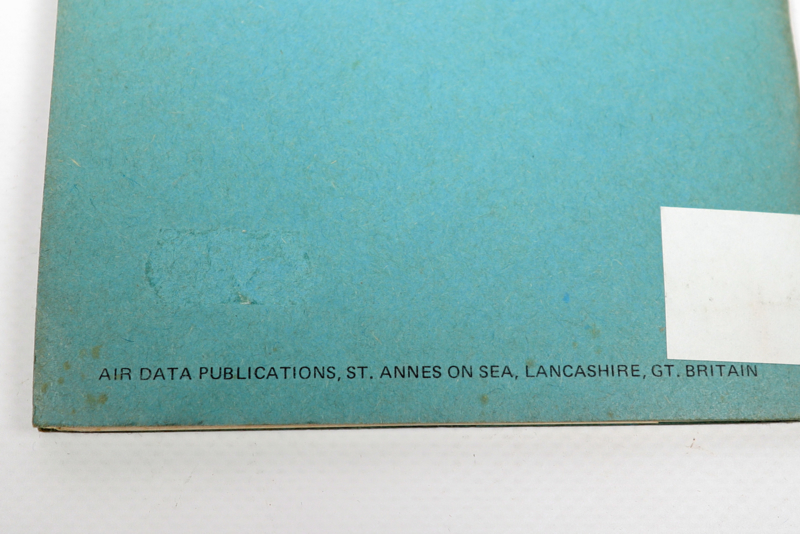 AIR DATA PUBLICATIONS, ST. ANNES ON SEA, LANCASHIRE, GT. BRITAIN